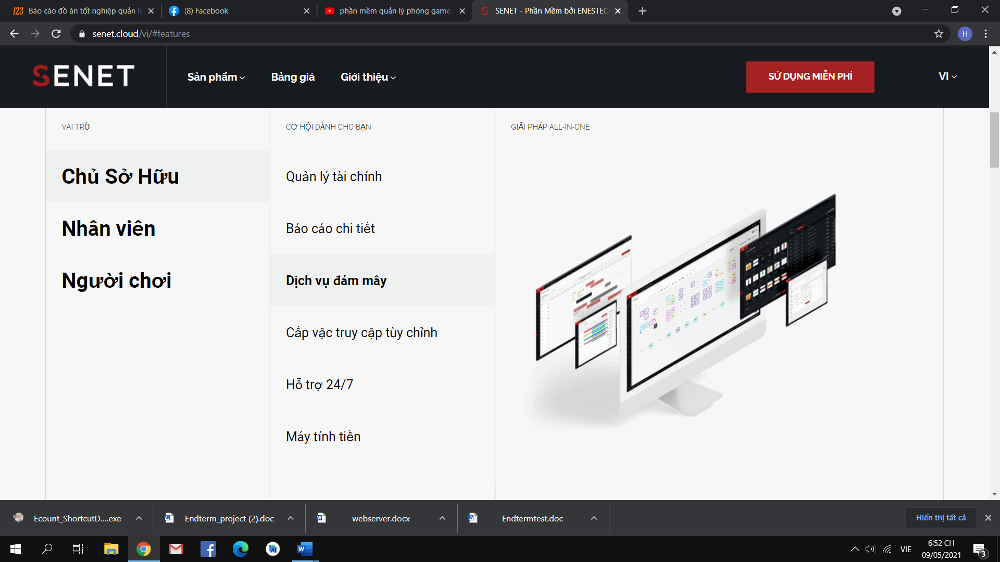 123 Báo cáo đồ án tốt nghiệp quản lý
(8) Facebook
phần mềm quản lý phòng game
SENET - Phần Mềm bởi ENESTEC
senet.cloud/vi/#features
H
SENET
Sản phẩm
Bảng giá
Giới thiệu
SỬ DỤNG MIỄN PHÍ
VI
VAI TRÒ
Chủ Sở Hữu
Nhân viên
Người chơi
CƠ HỘI DÀNH CHO BẠN
Quản lý tài chính
Báo cáo chi tiết
Dịch vụ đám mây
Cấp vậc truy cập tùy chỉnh
Hỗ trợ 24/7
Máy tính tiền
GIẢI PHÁP ALL-IN-ONE
Ecount_ShortcutD....exe
Endterm_project (2).doc
webserver.docx
Endtermtest.doc
Hiển thị tất cả
VIE
6:52 CH
09/05/2021
3